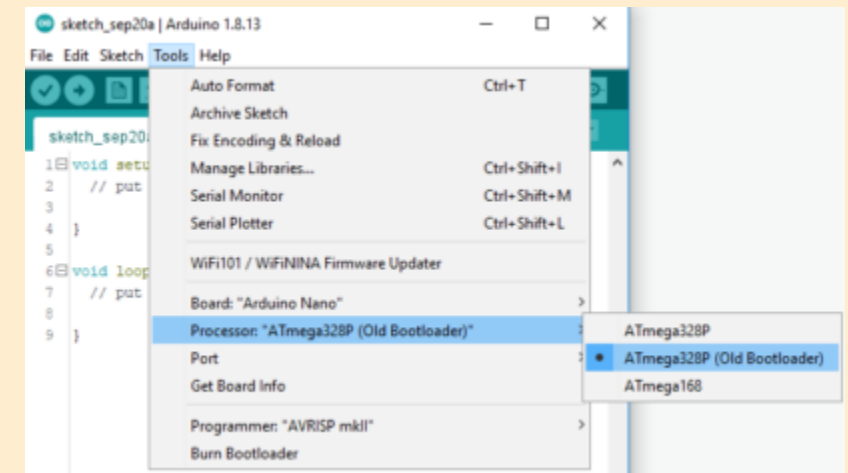 sketch_sep20a | Arduino 1.8.13
File Edit Sketch Tools Help
Auto Format Ctrl+T
Archive Sketch
sketch_sep20
Fix Encoding & Reload
1 void setu
Manage Libraries... Ctrl+Shift+I
2 // put
Serial Monitor Ctrl+Shift+M
3
4 }
Serial Plotter Ctrl+Shift+L
5
6 void loop
WiFi101 / WiFiNINA Firmware Updater
7 // put
Board: "Arduino Nano"
8
9 }
Processor: "ATmega328P (Old Bootloader)"
ATmega328P
Port
ATmega328P (Old Bootloader)
Get Board Info
ATmega168
Programmer: "AVRISP mkII"
Burn Bootloader